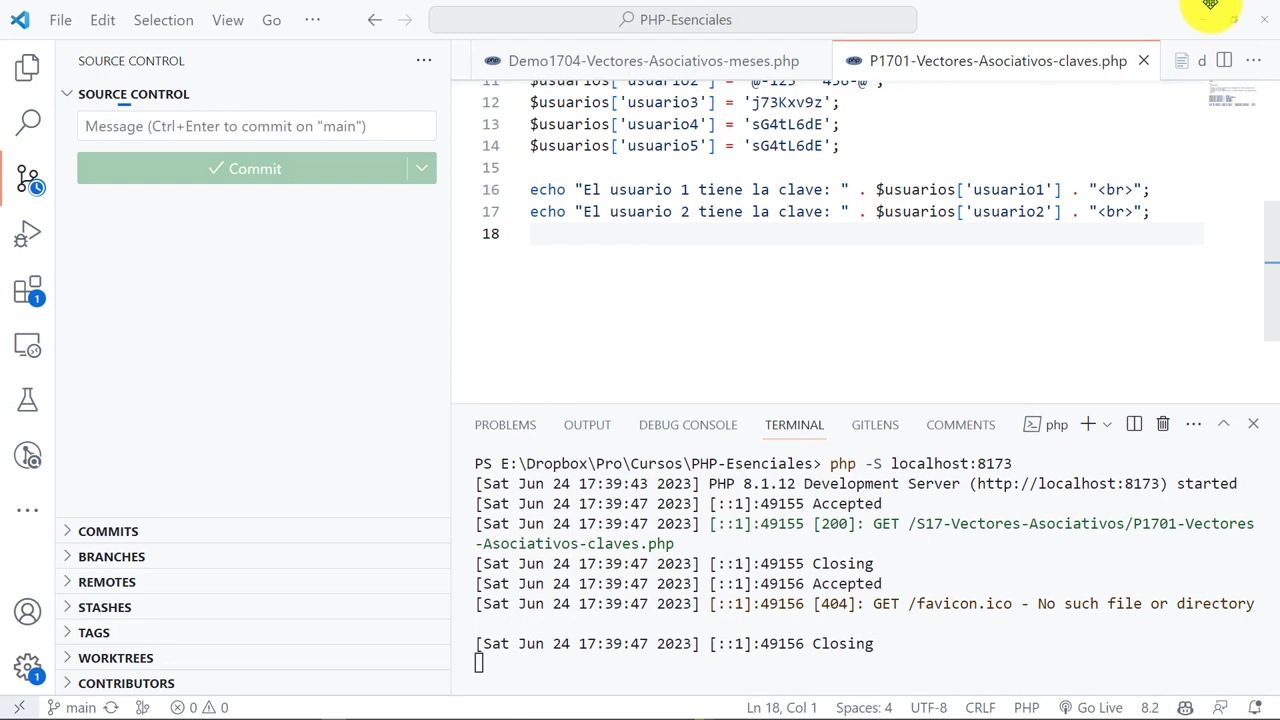 File Edit Selection View Go ··· PHP-Esenciales
SOURCE CONTROL ···
SOURCE CONTROL
Message (Ctrl+Enter to commit on "main")
Commit
COMMITS
BRANCHES
REMOTES
STASHES
TAGS
WORKTREES
CONTRIBUTORS
1
1
Demo1704-Vectores-Asociativos-meses.php P1701-Vectores-Asociativos-claves.php d ···
11 $usuarios['usuario2'] =
12 $usuarios['usuario3'] = 'j73Kxv9z';
13 $usuarios['usuario4'] = 'sG4tL6dE';
14 $usuarios['usuario5'] = 'sG4tL6dE';
15
16 echo "El usuario 1 tiene la clave: " . $usuarios['usuario1'] . "<br>";
17 echo "El usuario 2 tiene la clave: " . $usuarios['usuario2'] . "<br>";
18
PROBLEMS OUTPUT DEBUG CONSOLE TERMINAL GITLENS COMMENTS php ···
PS E:\Dropbox\Pro\Cursos\PHP-Esenciales> php -S localhost:8173
[Sat Jun 24 17:39:43 2023] PHP 8.1.12 Development Server (http://localhost:8173) started
[Sat Jun 24 17:39:47 2023] [::1]:49155 Accepted
[Sat Jun 24 17:39:47 2023] [::1]:49155 [200]: GET /S17-Vectores-Asociativos/P1701-Vectores
-Asociativos-claves.php
[Sat Jun 24 17:39:47 2023] [::1]:49155 Closing
[Sat Jun 24 17:39:47 2023] [::1]:49156 Accepted
[Sat Jun 24 17:39:47 2023] [::1]:49156 [404]: GET /favicon.ico - No such file or directory
[Sat Jun 24 17:39:47 2023] [::1]:49156 Closing
main 0 0 Ln 18, Col 1 Spaces: 4 UTF-8 CRLF PHP Go Live 8.2